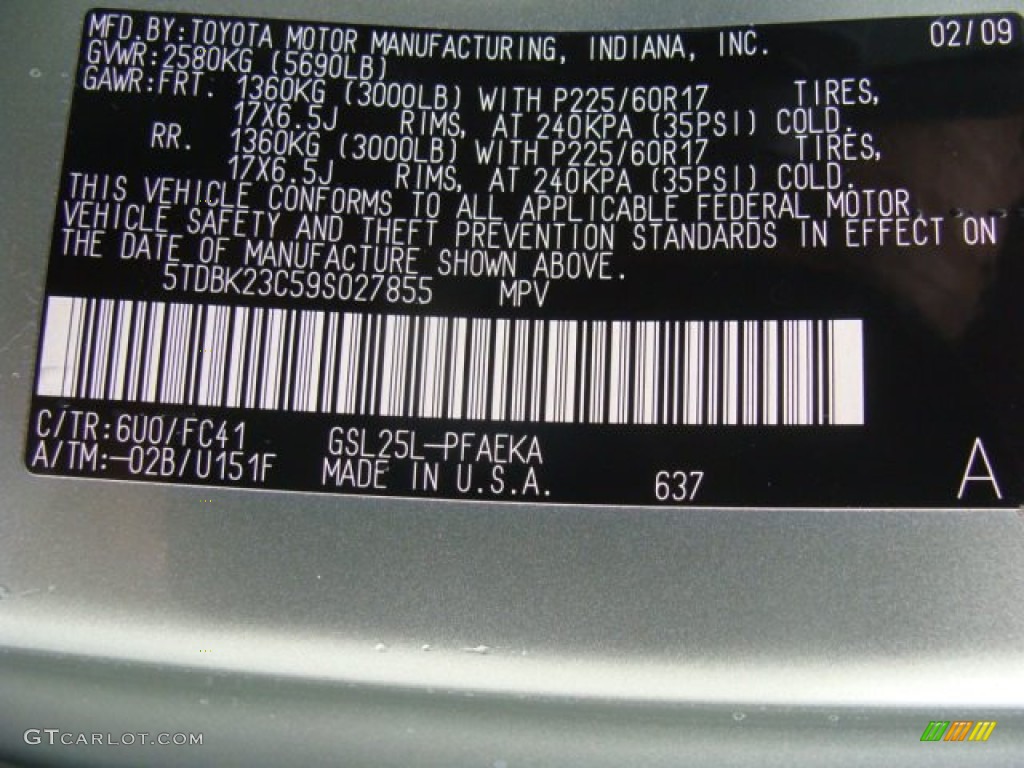 MFD.BY:TOYOTA MOTOR MANUFACTURING, INDIANA, INC. 02/09
GVWR:2580KG (5690LB)
GAWR:FRT. 1360KG (3000LB) WITH P225/60R17 TIRES,
17X6.5J RIMS, AT 240KPA (35PSI) COLD.
RR. 1360KG (3000LB) WITH P225/60R17 TIRES,
17X6.5J RIMS, AT 240KPA (35PSI) COLD.
THIS VEHICLE CONFORMS TO ALL APPLICABLE FEDERAL MOTOR
VEHICLE SAFETY AND THEFT PREVENTION STANDARDS IN EFFECT ON
THE DATE OF MANUFACTURE SHOWN ABOVE.
5TDBK23C59S027855 MPV
C/TR:6U0/FC41 GSL25L-PFAEKA
A/TM:-02B/U151F MADE IN U.S.A. 637 A
GTCARLOT.COM